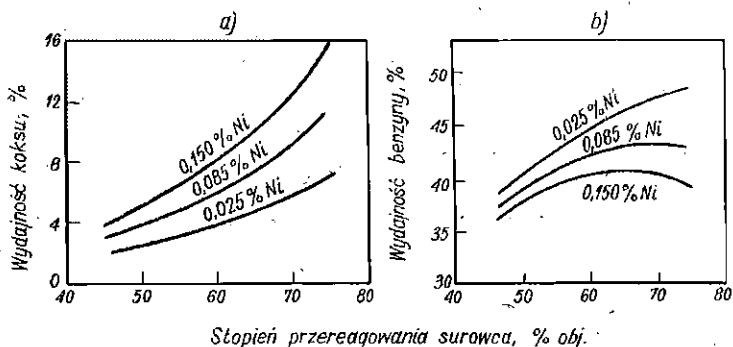 a)
b)
Wydajność koksu, %
16
12
8
4
0
0,150 % Ni
0,085 % Ni
0,025 % Ni
40 50 60 70 80
Wydajność benzyny, %
50
45
40
35
30
0,025 % Ni
0,085 % Ni
0,150 % Ni
40 50 60 70 80
Stopień przereagowania surowca, % obj.